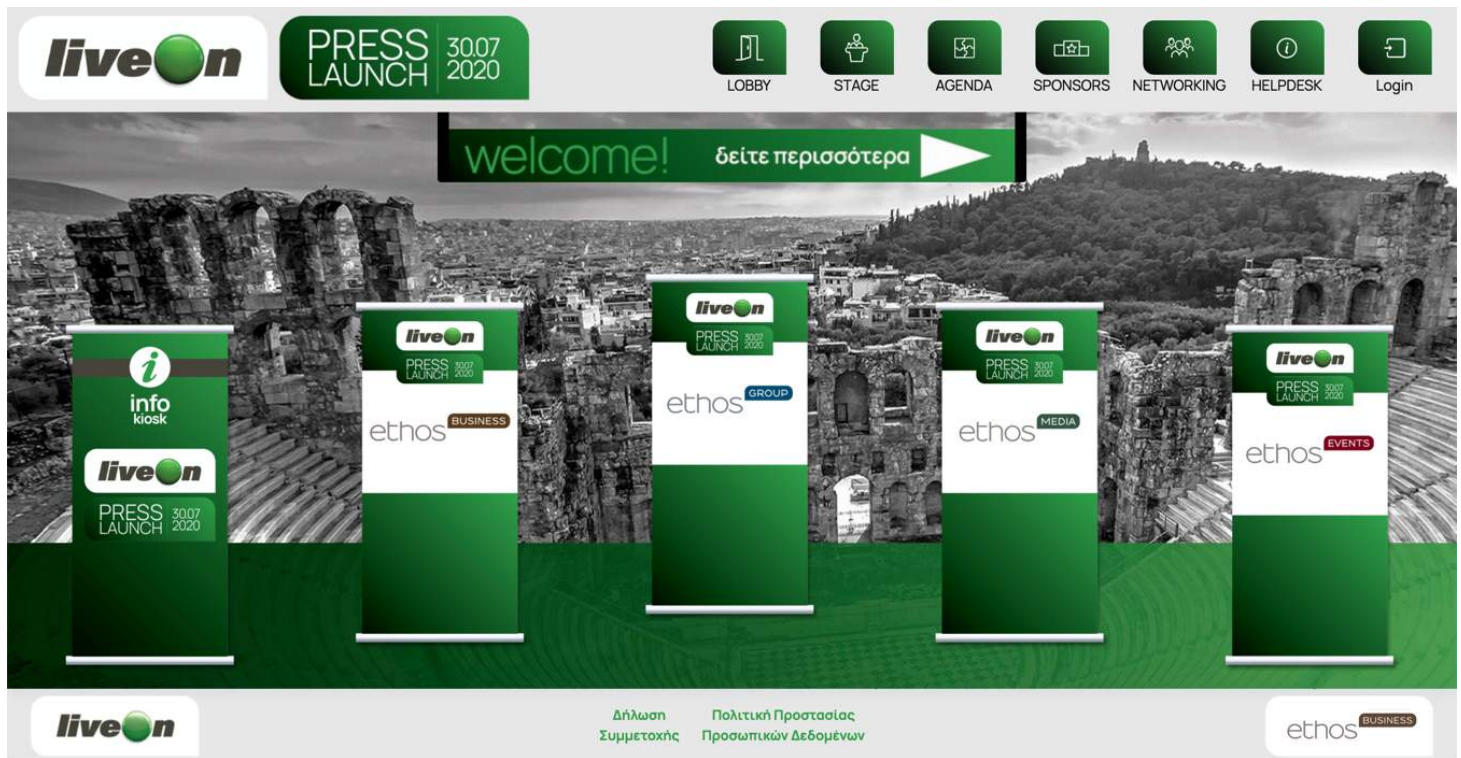 liveOn
PRESS LAUNCH 30.07 2020
LOBBY
STAGE
AGENDA
SPONSORS
NETWORKING
HELPDESK
Login
welcome! δείτε περισσότερα
i
info
kiosk
liveOn
PRESS 30.07
LAUNCH 2020
liveOn
PRESS 30.07
LAUNCH 2020
ethos BUSINESS
liveOn
PRESS 30.07
LAUNCH 2020
ethos GROUP
liveOn
PRESS 30.07
LAUNCH 2020
ethos MEDIA
liveOn
PRESS 30.07
LAUNCH 2020
ethos EVENTS
liveOn
Δήλωση
Συμμετοχής
Πολιτική Προστασίας
Προσωπικών Δεδομένων
ethos BUSINESS